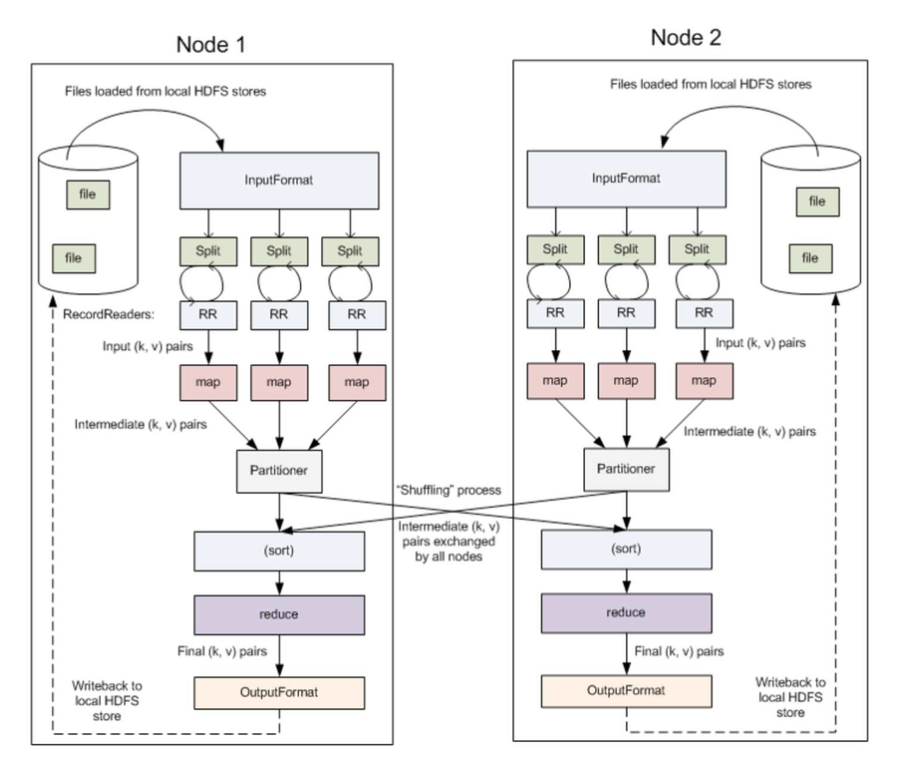 Node 1
Files loaded from local HDFS stores
InputFormat
file
file
Split
Split
Split
RecordReaders:
RR
RR
RR
Input (k, v) pairs
map
map
map
Intermediate (k, v) pairs
Partitioner
(sort)
reduce
Final (k, v) pairs
OutputFormat
Writeback to
local HDFS
store
"Shuffling" process
Intermediate (k, v)
pairs exchanged
by all nodes
Node 2
Files loaded from local HDFS stores
InputFormat
file
file
Split
Split
Split
RR
RR
RR
Input (k, v) pairs
map
map
map
Intermediate (k, v) pairs
Partitioner
(sort)
reduce
Final (k, v) pairs
OutputFormat
Writeback to
local HDFS
store